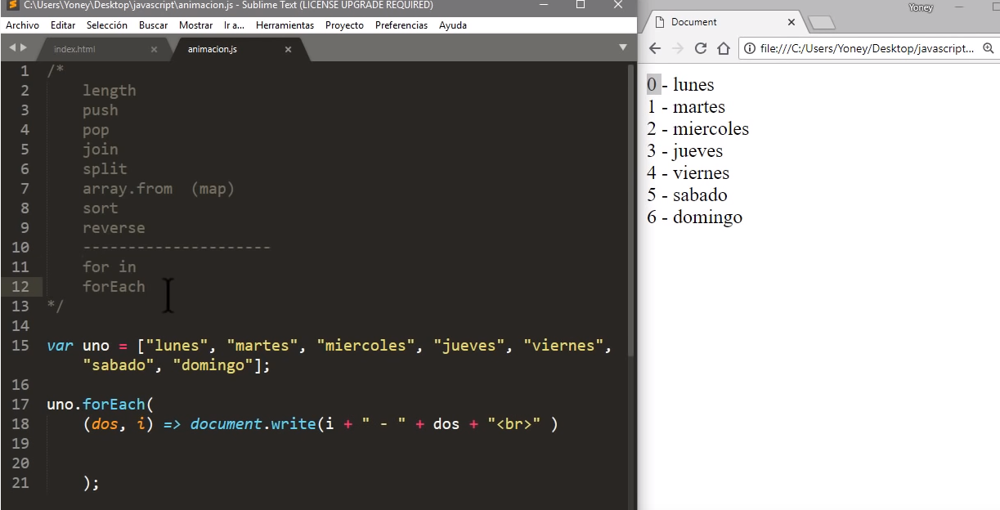 C:\Users\Yoney\Desktop\javascript\animacion.js - Sublime Text (LICENSE UPGRADE REQUIRED)
Archivo Editar Selección Buscar Mostrar Ir a... Herramientas Proyecto Preferencias Ayuda
index.html animacion.js
1 /*
2 length
3 push
4 pop
5 join
6 split
7 array.from (map)
8 sort
9 reverse
10 ---------------------
11 for in
12 forEach
13 */
14
15 var uno = ["lunes", "martes", "miercoles", "jueves", "viernes",
"sabado", "domingo"];
16
17 uno.forEach(
18 (dos, i) => document.write(i + " - " + dos + "<br>" )
19
20
21 );
Yoney
Document
file:///C:/Users/Yoney/Desktop/javascript...
0 - lunes
1 - martes
2 - miercoles
3 - jueves
4 - viernes
5 - sabado
6 - domingo